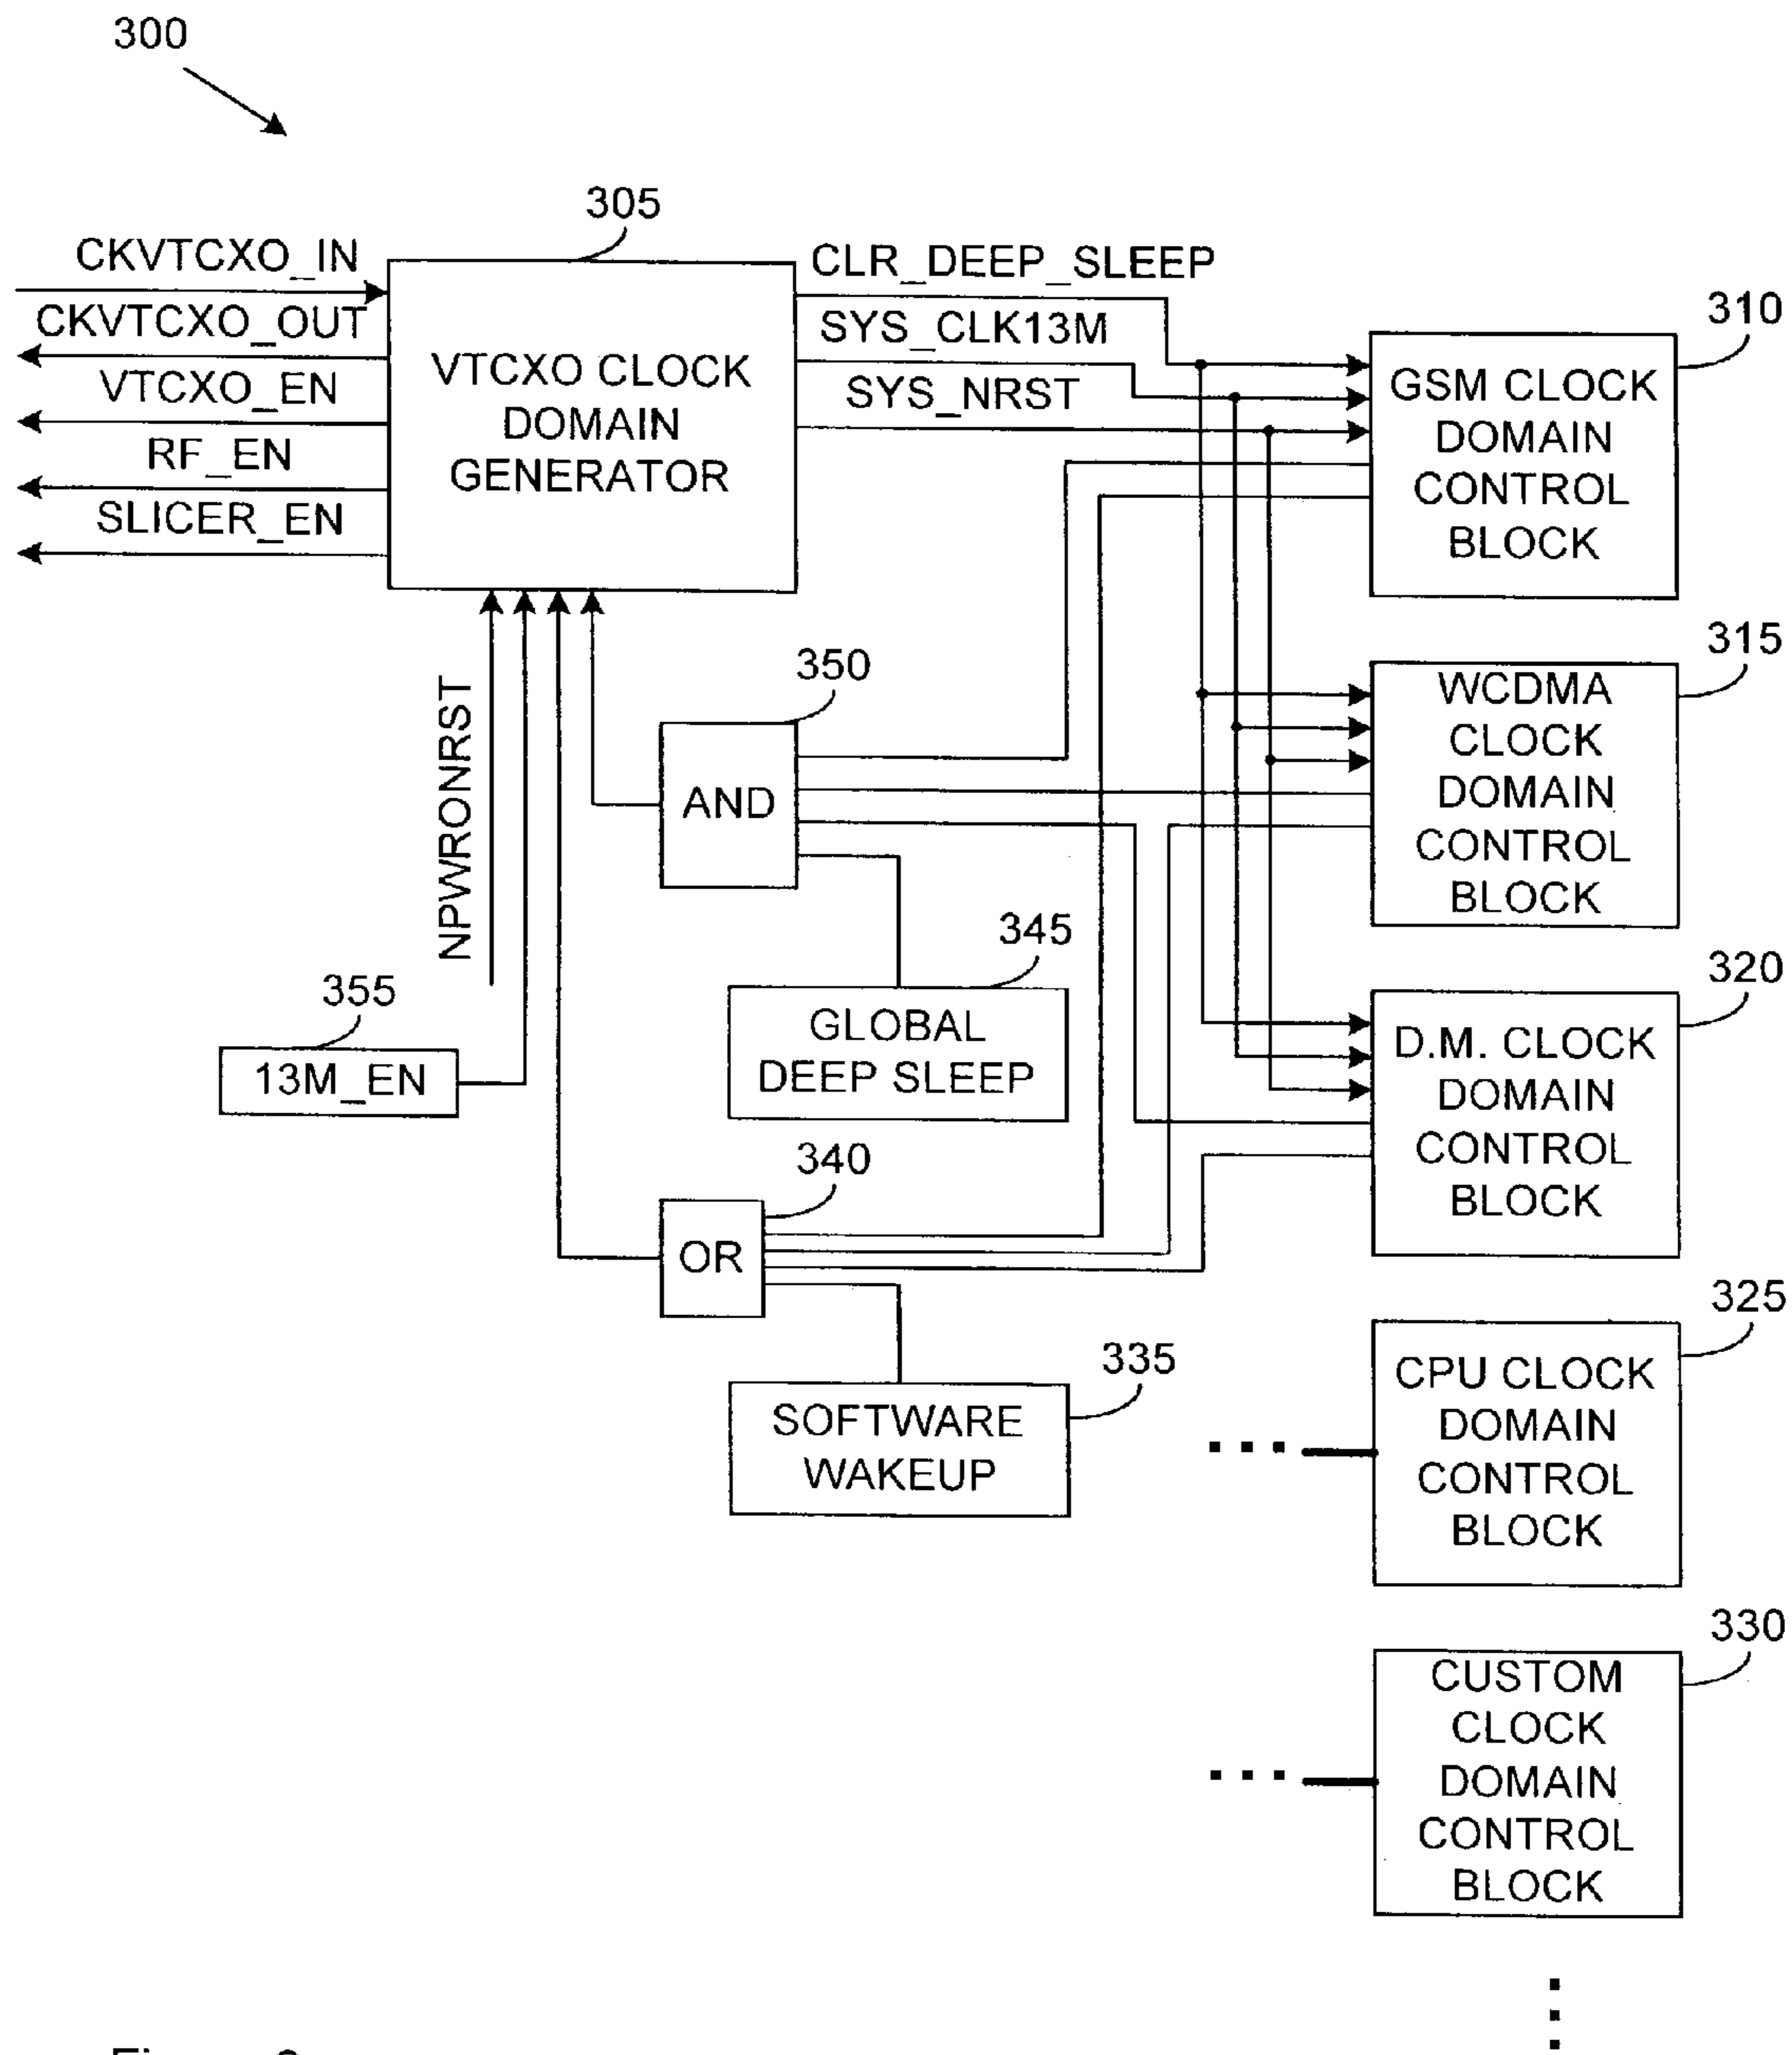 300
305
CKVTCXO_IN
CKVTCXO_OUT
VTCXO_EN
RF_EN
SLICER_EN
VTCXO CLOCK
DOMAIN
GENERATOR
CLR_DEEP_SLEEP
SYS_CLK13M
SYS_NRST
310
GSM CLOCK
DOMAIN
CONTROL
BLOCK
315
WCDMA
CLOCK
DOMAIN
CONTROL
BLOCK
350
AND
NPWRONRST
345
GLOBAL
DEEP SLEEP
355
13M_EN
320
D.M. CLOCK
DOMAIN
CONTROL
BLOCK
340
OR
335
SOFTWARE
WAKEUP
325
CPU CLOCK
DOMAIN
CONTROL
BLOCK
330
CUSTOM
CLOCK
DOMAIN
CONTROL
BLOCK